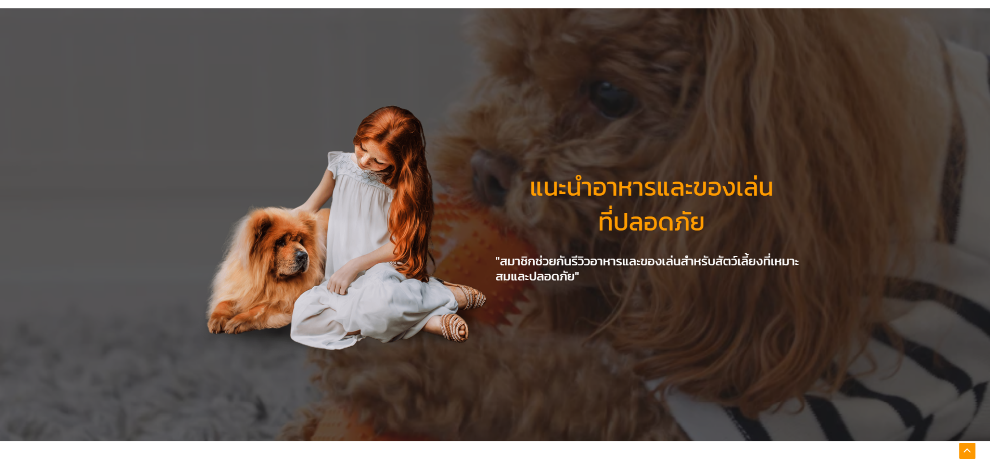 แนะนำอาหารและของเล่น
ที่ปลอดภัย
"สมาชิกช่วยกันรีวิวอาหารและของเล่นสำหรับสัตว์เลี้ยงที่เหมาะ
สมและปลอดภัย"